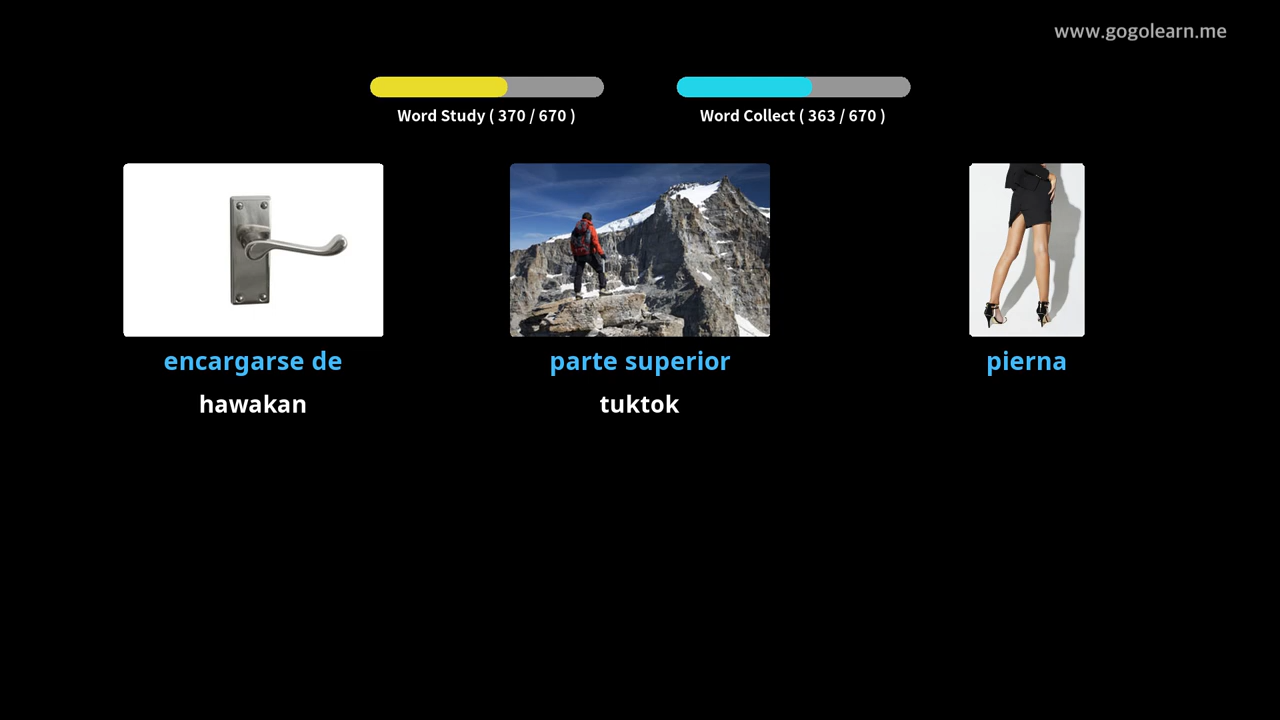 www.gogolearn.me
Word Study ( 370 / 670 )
Word Collect ( 363 / 670 )
encargarse de
hawakan
parte superior
tuktok
pierna